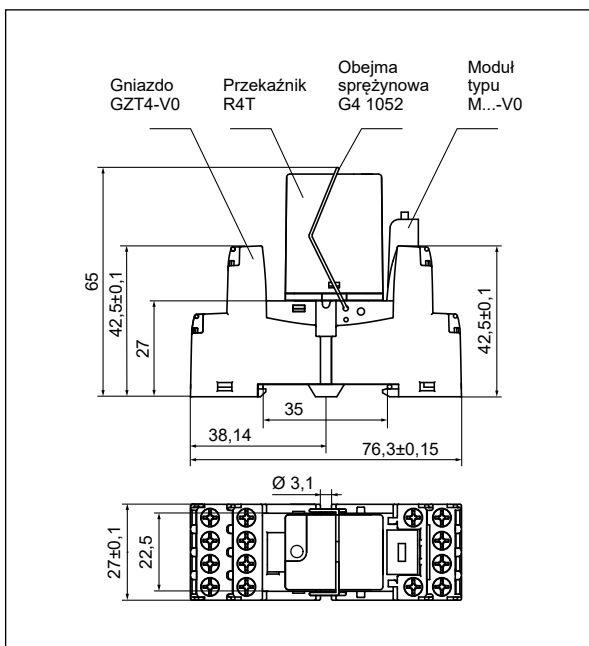 Gniazdo
GZT4-V0
Przekaźnik
R4T
Obejma
sprężynowa
G4 1052
Moduł
typu
M...-V0
65
42,5±0,1
27
42,5±0,1
35
38,14
76,3±0,15
Ø 3,1
27±0,1
22,5